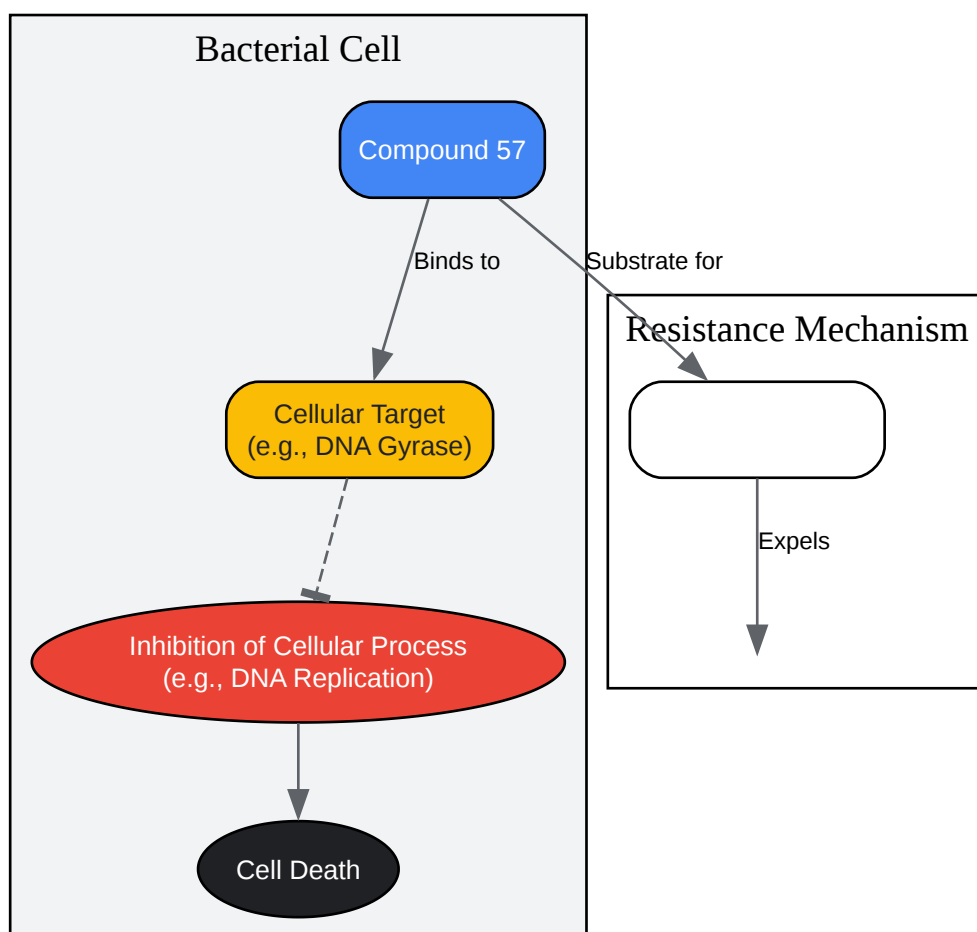 Bacterial Cell
Compound 57
Binds to
Substrate for
Resistance Mechanism
Cellular Target
(e.g., DNA Gyrase)
Expels
Inhibition of Cellular Process
(e.g., DNA Replication)
Cell Death